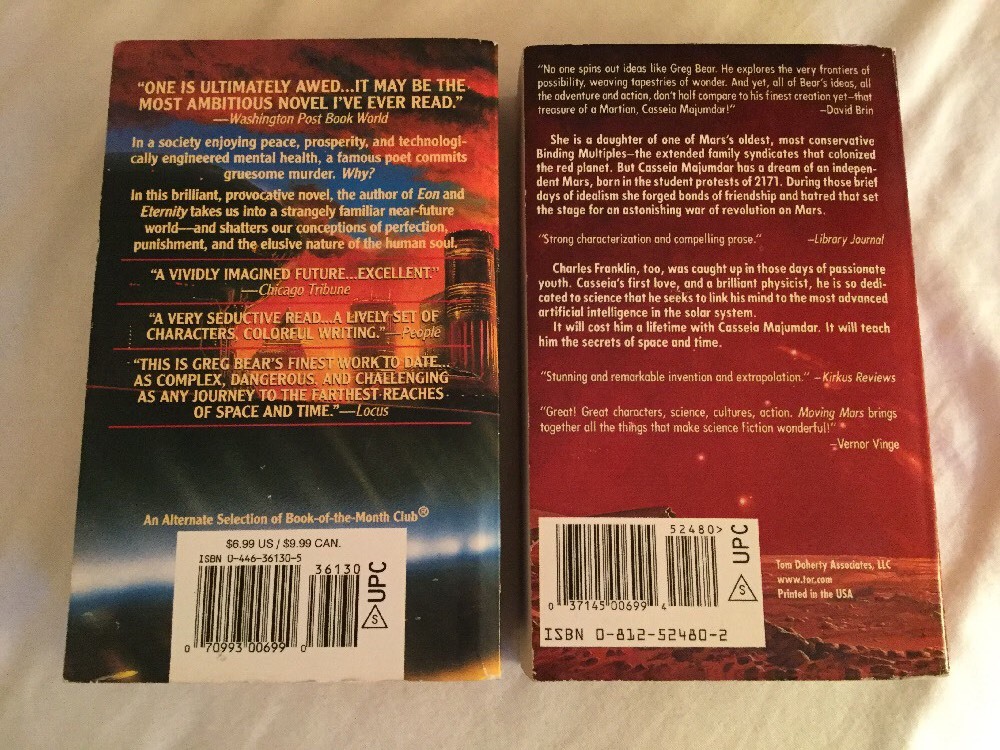 "ONE IS ULTIMATELY AWED...IT MAY BE THE
MOST AMBITIOUS NOVEL I'VE EVER READ."
—Washington Post Book World
In a society enjoying peace, prosperity, and technologi-
cally engineered mental health, a famous poet commits
gruesome murder. Why?
In this brilliant, provocative novel, the author of Eon and
Eternity takes us into a strangely familiar near-future
world—and shatters our conceptions of perfection,
punishment, and the elusive nature of the human soul.
"A VIVIDLY IMAGINED FUTURE...EXCELLENT."
—Chicago Tribune
"A VERY SEDUCTIVE READ...A LIVELY SET OF
CHARACTERS, COLORFUL WRITING."—People
"THIS IS GREG BEAR'S FINEST WORK TO DATE...
AS COMPLEX, DANGEROUS, AND CHALLENGING
AS ANY JOURNEY TO THE FARTHEST REACHES
OF SPACE AND TIME."—Locus
An Alternate Selection of Book-of-the-Month Club®
$6.99 US / $9.99 CAN.
ISBN 0-446-36130-5
36130
UPC
S
0 70993 00699 0
"No one spins out ideas like Greg Bear. He explores the very frontiers of
possibility, weaving tapestries of wonder. And yet, all of Bear's ideas, all
the adventure and action, don't half compare to his finest creation yet—that
treasure of a Martian, Casseia Majumdar!" —David Brin
She is a daughter of one of Mars's oldest, most conservative
Binding Multiples—the extended family syndicates that colonized
the red planet. But Casseia Majumdar has a dream of an indepen-
dent Mars, born in the student protests of 2171. During those brief
days of idealism she forged bonds of friendship and hatred that set
the stage for an astonishing war of revolution on Mars.
"Strong characterization and compelling prose." —Library Journal
Charles Franklin, too, was caught up in those days of passionate
youth. Casseia's first love, and a brilliant physicist, he is so dedi-
cated to science that he seeks to link his mind to the most advanced
artificial intelligence in the solar system.
It will cost him a lifetime with Casseia Majumdar. It will teach
him the secrets of space and time.
"Stunning and remarkable invention and extrapolation." —Kirkus Reviews
"Great! Great characters, science, cultures, action. Moving Mars brings
together all the things that make science fiction wonderful!"
—Vernor Vinge
52480>
UPC
S
0 37145 00699 4
ISBN 0-812-52480-2
Tom Doherty Associates, LLC
www.tor.com
Printed in the USA